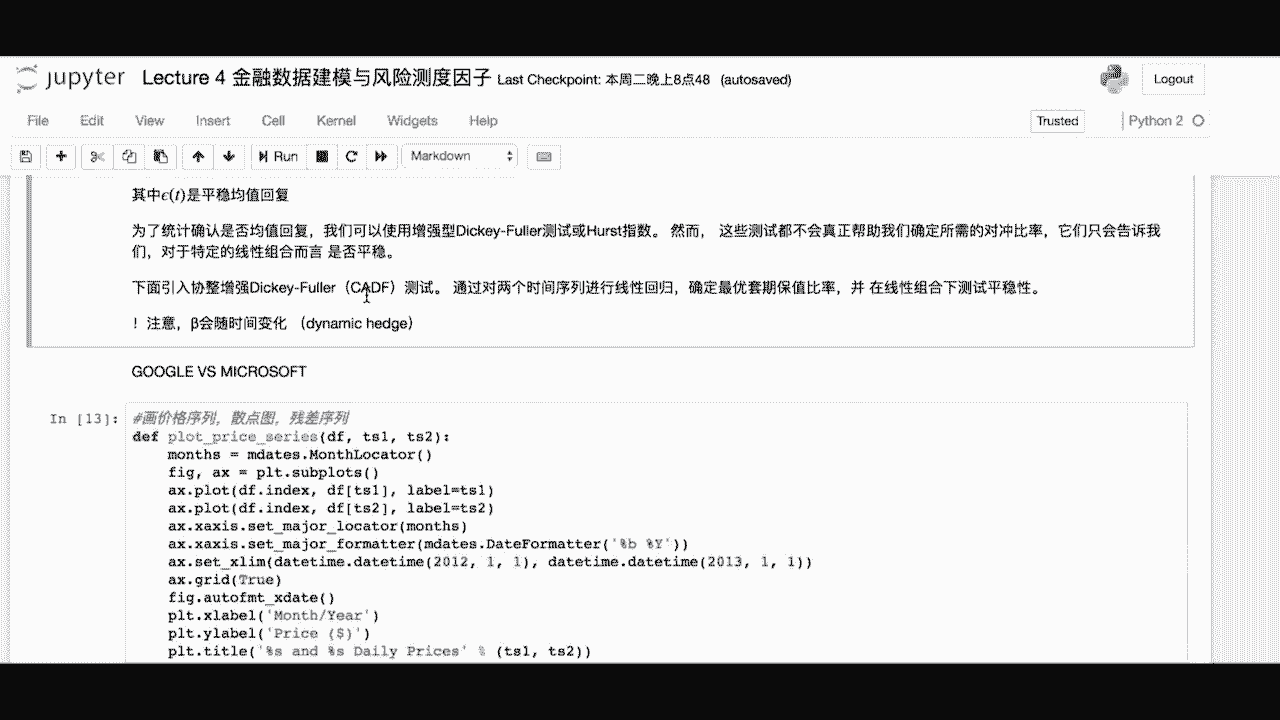 jupyter Lecture 4 金融数据建模与风险测度因子 Last Checkpoint: 本周二晚上8点48 (autosaved) Logout
File Edit View Insert Cell Kernel Widgets Help Trusted Python 2
Run Markdown
其中ϵ(t)是平稳均值回复
为了统计确认是否均值回复，我们可以使用增强型Dickey-Fuller测试或Hurst指数。 然而， 这些测试都不会真正帮助我们确定所需的对冲比率，它们只会告诉我
们，对于特定的线性组合而言 是否平稳。
下面引入协整增强Dickey-Fuller（CADF）测试。 通过对两个时间序列进行线性回归，确定最优套期保值比率，并 在线性组合下测试平稳性。
！注意，β会随时间变化 （dynamic hedge）
GOOGLE VS MICROSOFT
In [13]: #画价格序列，散点图，残差序列
def plot_price_series(df, ts1, ts2):
    months = mdates.MonthLocator()
    fig, ax = plt.subplots()
    ax.plot(df.index, df[ts1], label=ts1)
    ax.plot(df.index, df[ts2], label=ts2)
    ax.xaxis.set_major_locator(months)
    ax.xaxis.set_major_formatter(mdates.DateFormatter('%b %Y'))
    ax.set_xlim(datetime.datetime(2012, 1, 1), datetime.datetime(2013, 1, 1))
    ax.grid(True)
    fig.autofmt_xdate()
    plt.xlabel('Month/Year')
    plt.ylabel('Price ($)')
    plt.title('%s and %s Daily Prices' % (ts1, ts2))